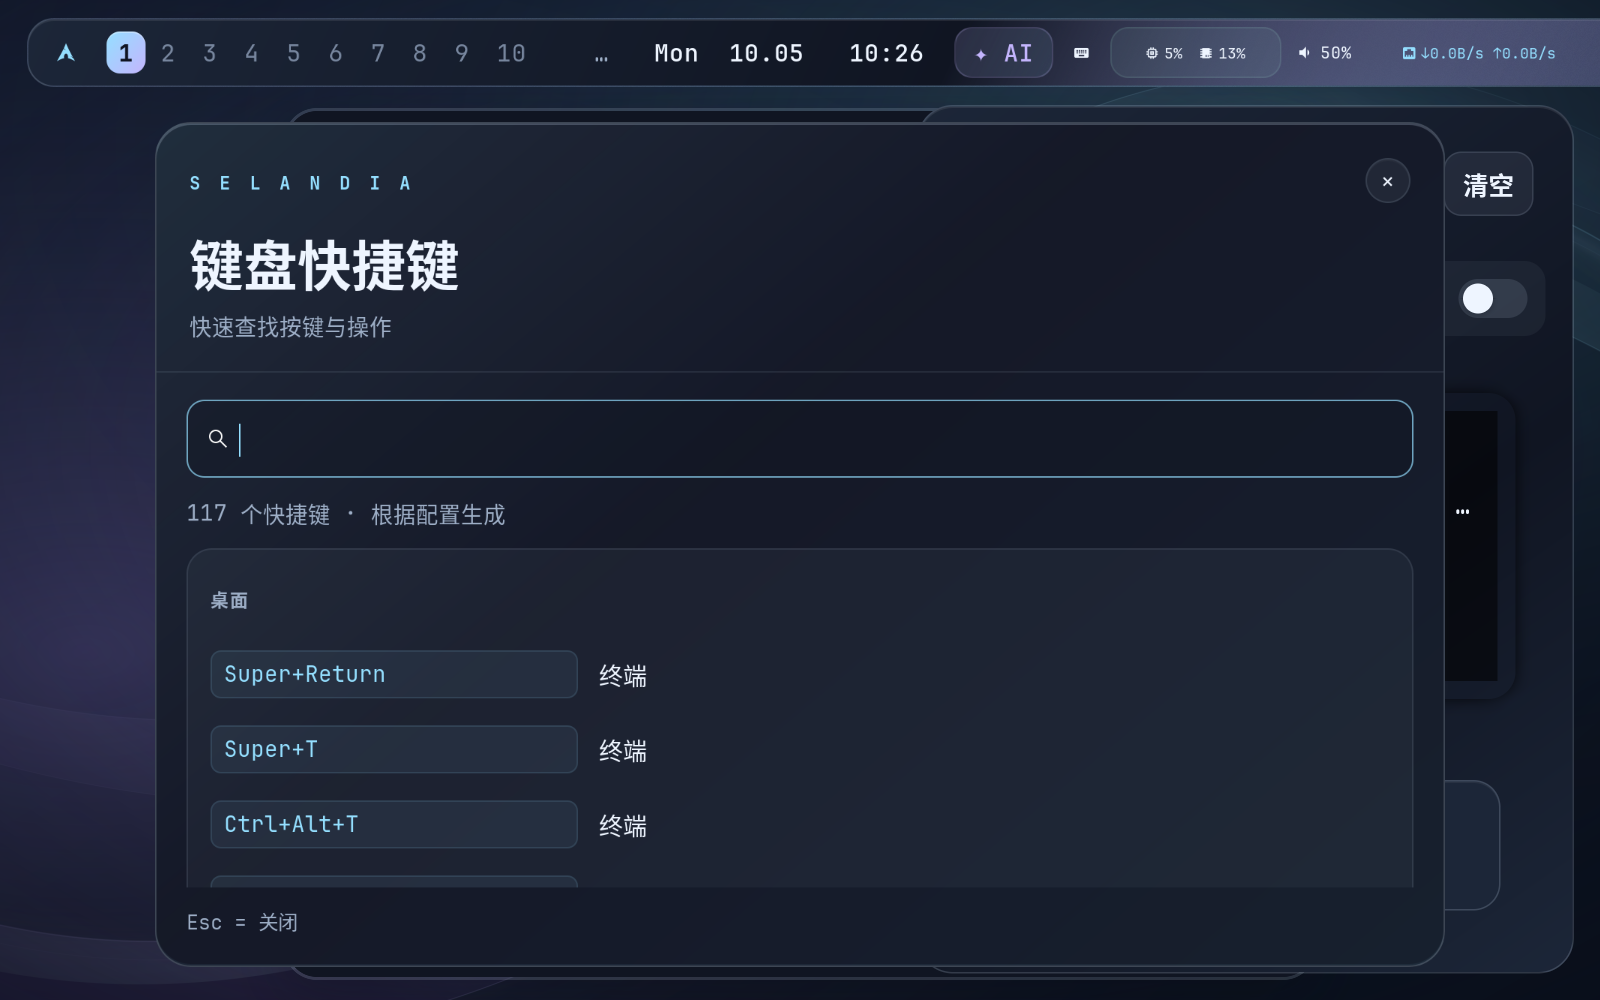 1 2 3 4 5 6 7 8 9 10 … Mon 10.05 10:26 ✦ AI 5% 13% 50% ↓0.0B/s ↑0.0B/s
SELANDIA
×
清空
键盘快捷键
快速查找按键与操作
117 个快捷键 · 根据配置生成
…
桌面
Super+Return 终端
Super+T 终端
Ctrl+Alt+T 终端
Esc = 关闭